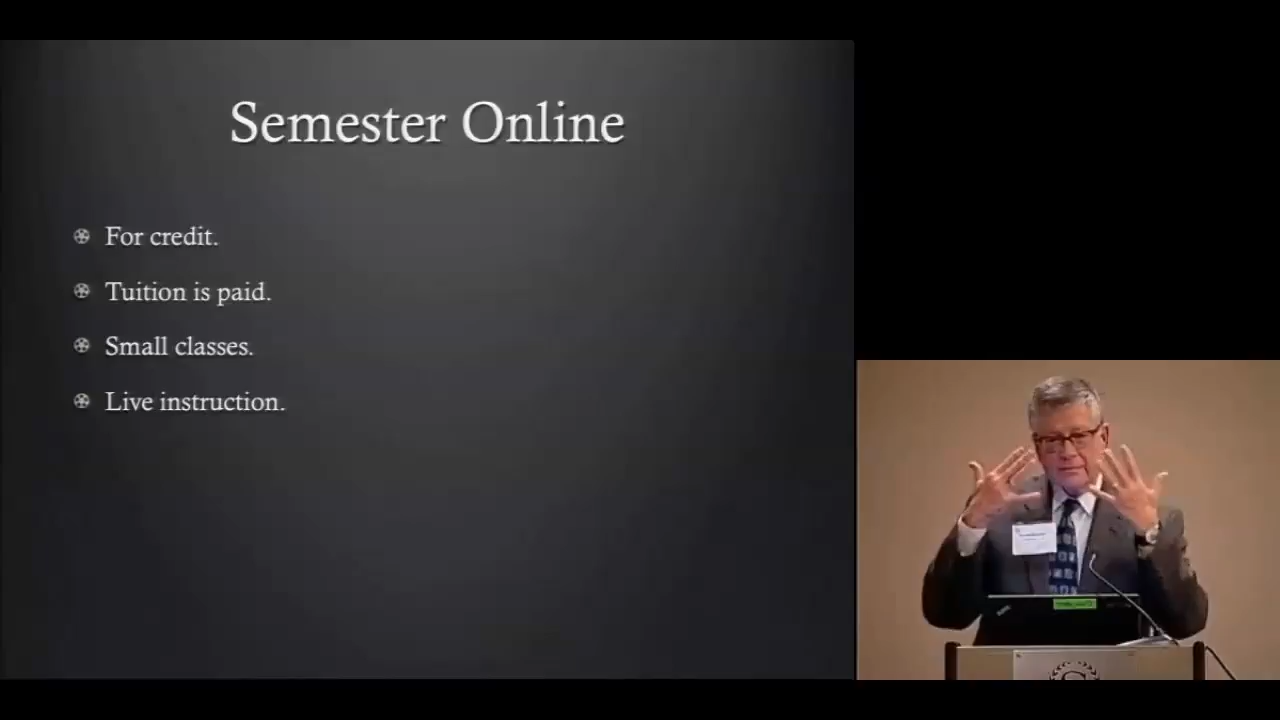 Semester Online
For credit.
Tuition is paid.
Small classes.
Live instruction.